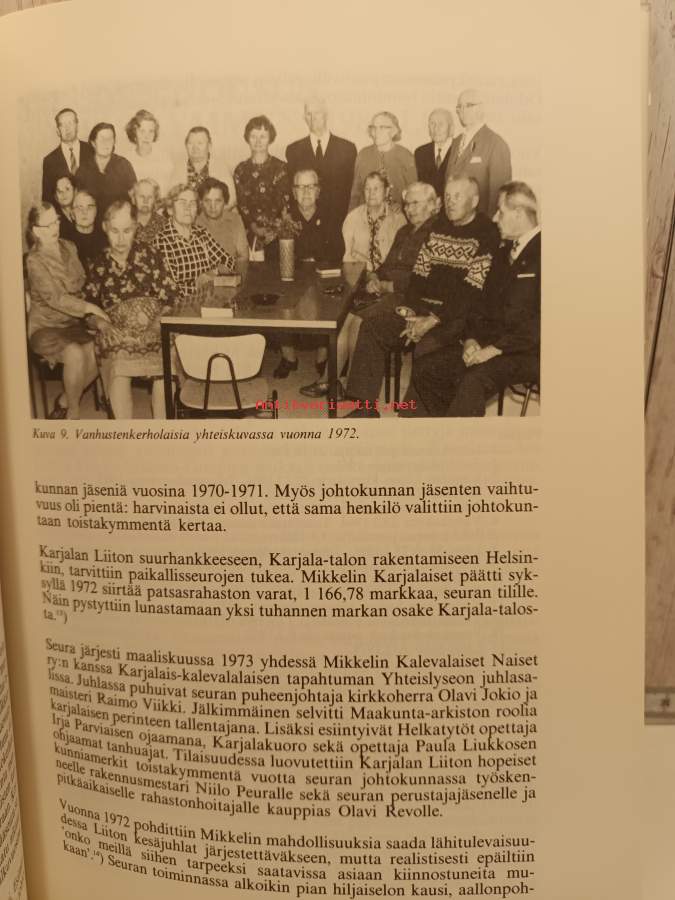 Antikvariaatti.net
Kuva 9. Vanhustenkerholaisia yhteiskuvassa vuonna 1972.
kunnan jäseniä vuosina 1970-1971. Myös johtokunnan jäsenten vaihtu-
vuus oli pientä: harvinaista ei ollut, että sama henkilö valittiin johtokun-
taan toistakymmentä kertaa.
Karjalan Liiton suurhankkeeseen, Karjala-talon rakentamiseen Helsin-
kiin, tarvittiin paikallisseurojen tukea. Mikkelin Karjalaiset päätti syk-
syllä 1972 siirtää patsasrahaston varat, 1 166,78 markkaa, seuran tilille.
Näin pystyttiin lunastamaan yksi tuhannen markan osake Karjala-talos-
ta.
Seura järjesti maaliskuussa 1973 yhdessä Mikkelin Kalevalaiset Naiset
ry:n kanssa Karjalais-kalevalalaisen tapahtuman Yhteislyseon juhlasa-
lissa. Juhlassa puhuivat seuran puheenjohtaja kirkkoherra Olavi Jokio ja
maisteri Raimo Viikki. Jälkimmäinen selvitti Maakunta-arkiston roolia
karjalaisen perinteen tallentajana. Lisäksi esiintyivät Helkatytöt opettaja
Irja Parviaisen ojaamana, Karjalakuoro sekä opettaja Paula Liukkosen
ohjaamat tanhuajat. Tilaisuudessa luovutettiin Karjalan Liiton hopeiset
kunniamerkit toistakymmentä vuotta seuran johtokunnassa työsken-
neelle rakennusmestari Niilo Peuralle sekä seuran perustajajäsenelle ja
pitkäaikaiselle rahastonhoitajalle kauppias Olavi Revolle.
Vuonna 1972 pohdittiin Mikkelin mahdollisuuksia saada lähitulevaisuu-
dessa Liiton kesäjuhlat järjestettäväkseen, mutta realistisesti epäiltiin
'onko meillä siihen tarpeeksi saatavissa asiaan kiinnostuneita mu-
kaan'.¹⁴) Seuran toiminnassa alkoikin pian hiljaiselon kausi, aallonpoh-